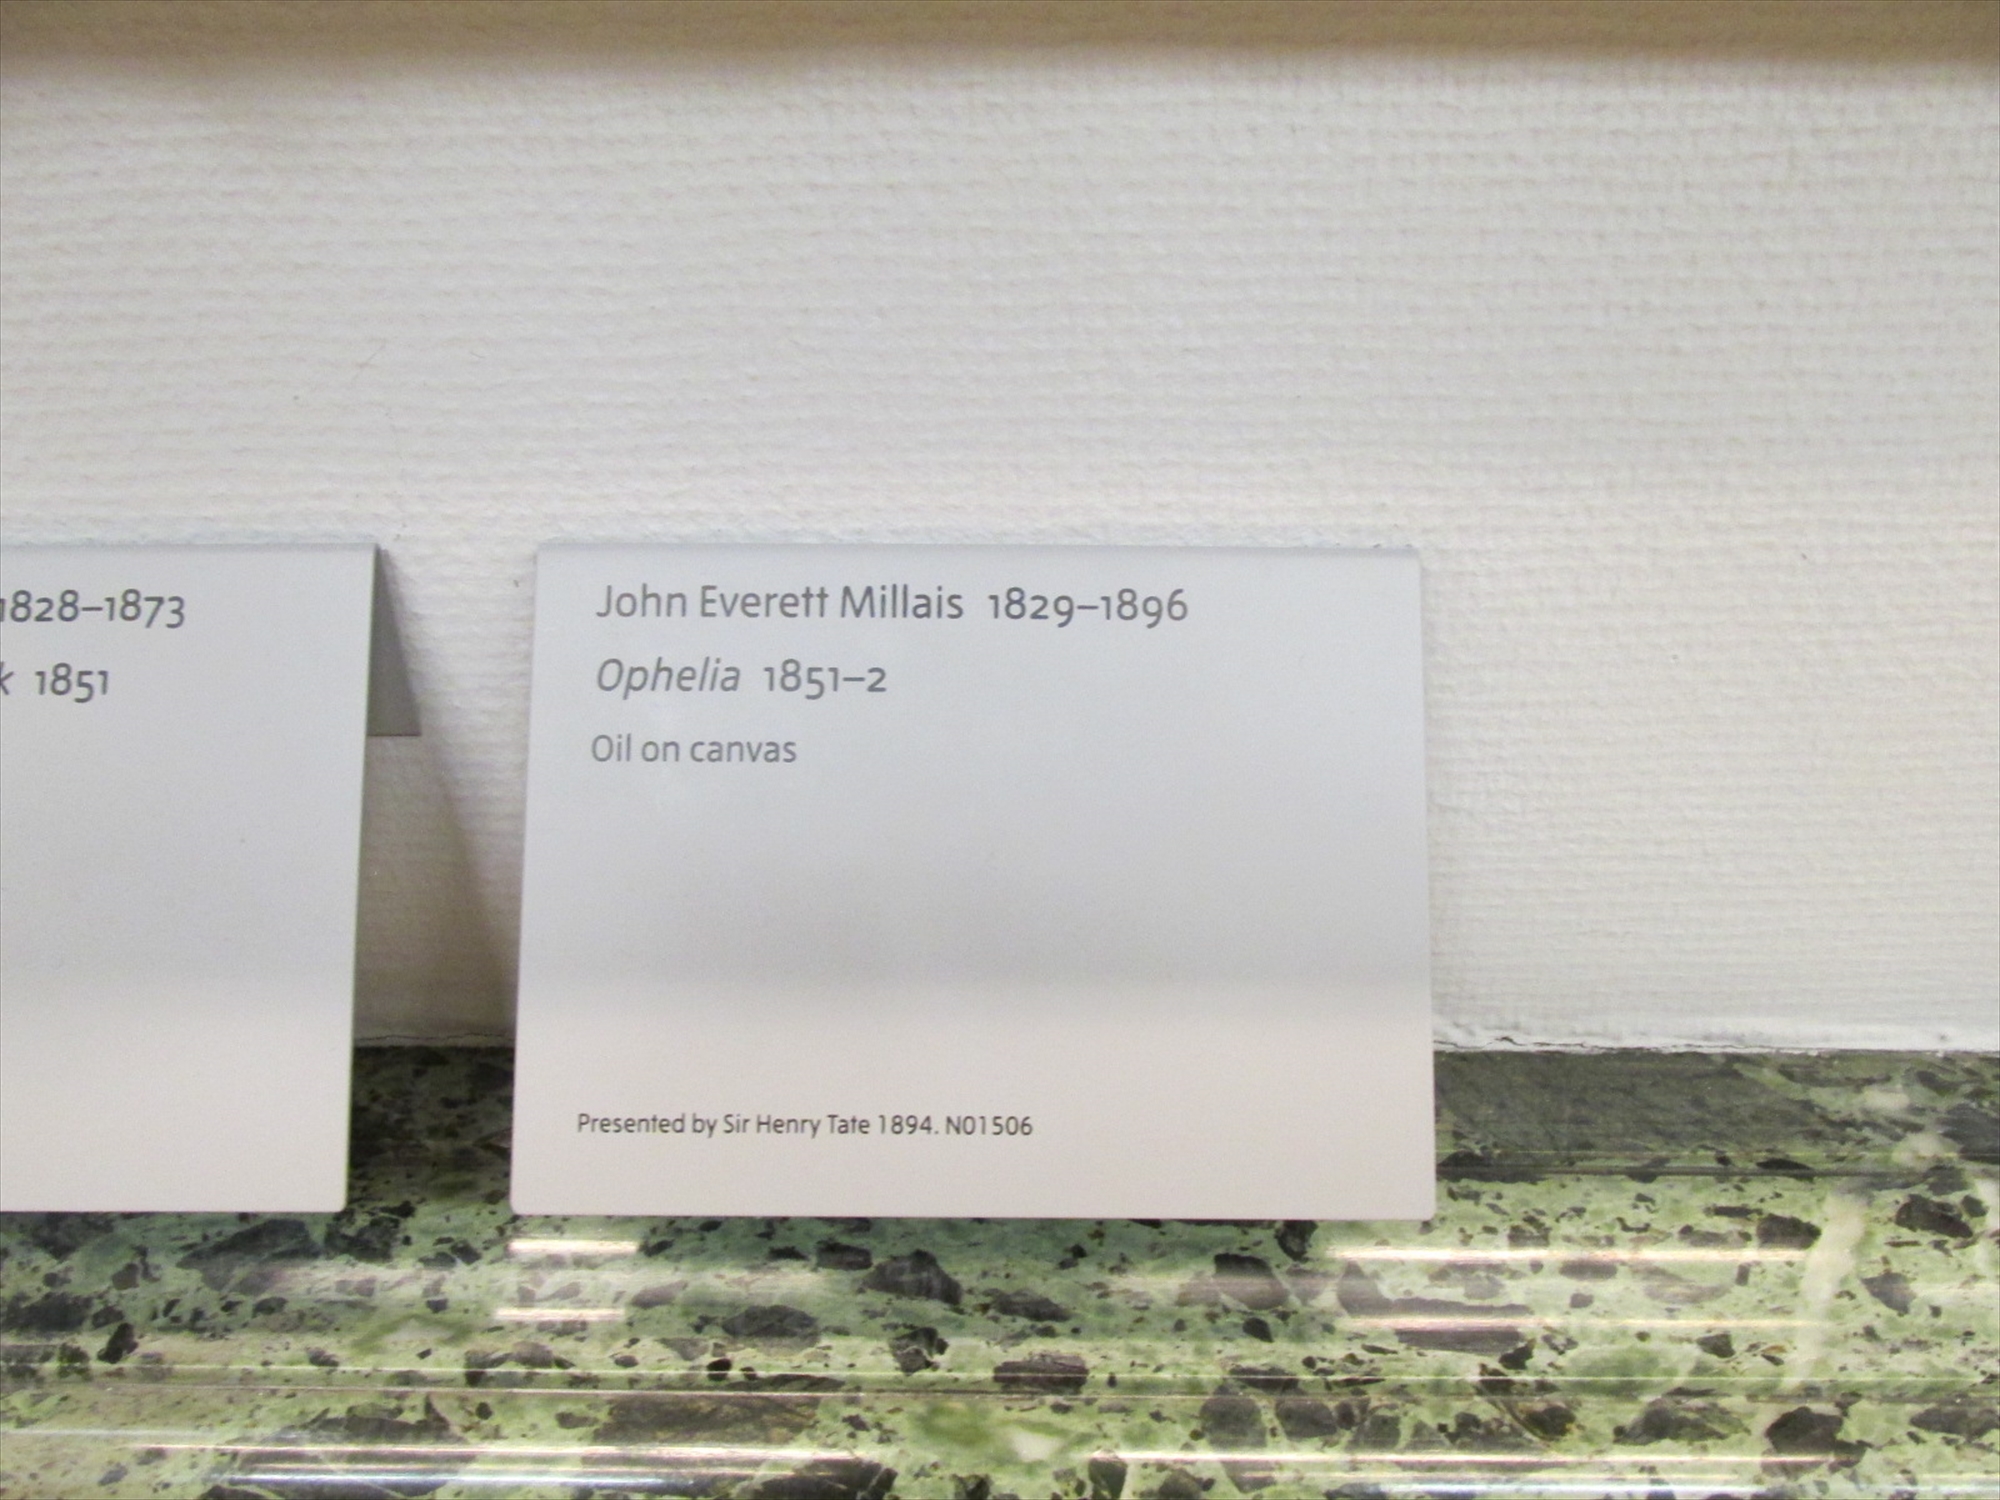 1828–1873
k 1851
John Everett Millais 1829–1896
Ophelia 1851–2
Oil on canvas
Presented by Sir Henry Tate 1894. N01506